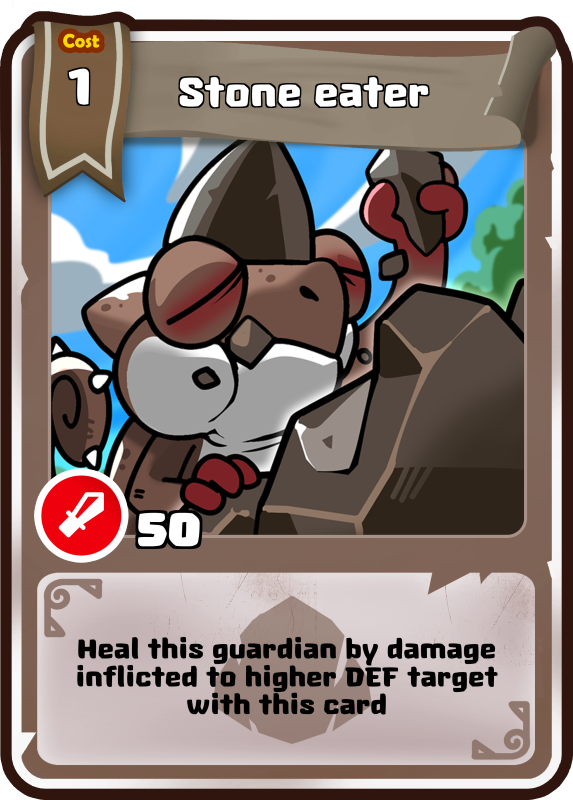 Cost
1
Stone eater
50
Heal this guardian by damage
inflicted to higher DEF target
with this card